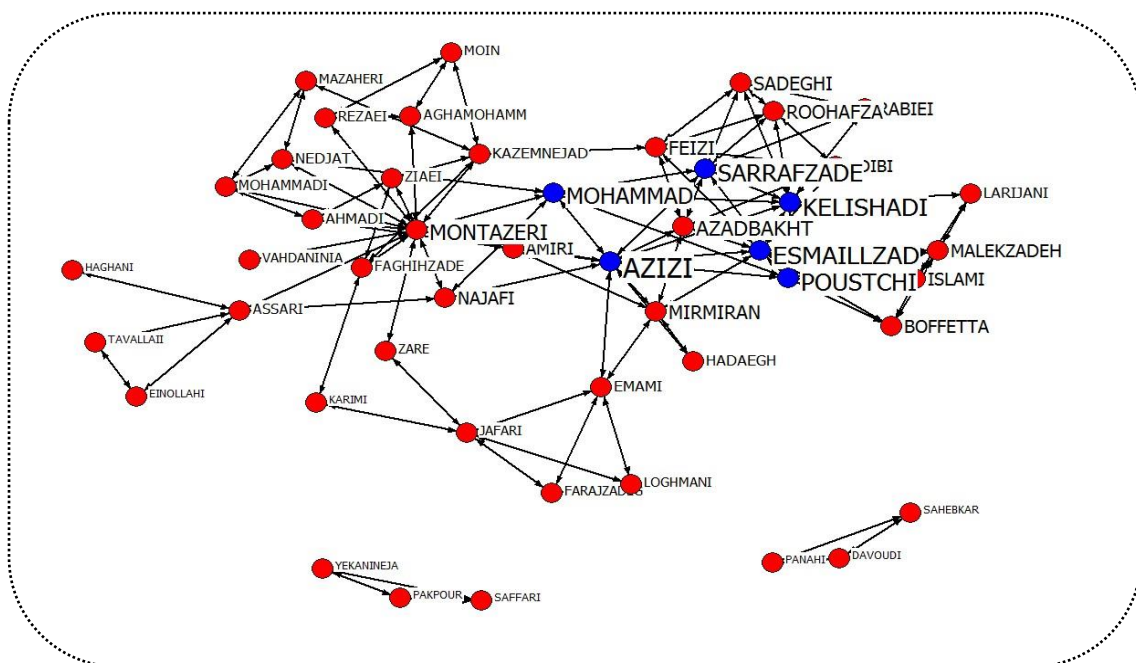 MOIN
MAZAHERI
SADEGHI
REZAEI
AGHAMOHAMM
ROOHAFZA
RABIEI
NEDJAT
KAZEMNEJAD
FEIZI
ZIAEI
SARRAFZADE
DIBI
MOHAMMADI
MOHAMMAD
KELISHADI
LARIJANI
AHMADI
MONTAZERI
AZADBAKHT
AMIRI
ESMAILLZAD
MALEKZADEH
VAHDANINIA
FAGHIHZADE
AZIZI
HAGHANI
POUSTCHI
ISLAMI
NAJAFI
ASSARI
MIRMIRAN
BOFFETTA
TAVALLAII
ZARE
HADAEGH
EINOLLAHI
EMAMI
KARIMI
JAFARI
LOGHMANI
FARAJZADEG
SAHEBKAR
PANAHI
DAVOUDI
YEKANINEJA
PAKPOUR
SAFFARI